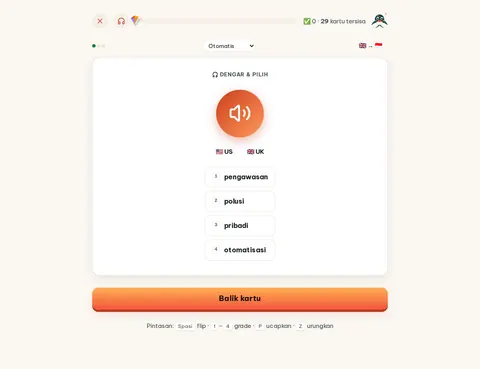 ✅ 0 · 29 kartu tersisa
Otomatis
🇬🇧 → 🇮🇩
🎧 DENGAR & PILIH
🇺🇸 US 🇬🇧 UK
1 pengawasan
2 polusi
3 pribadi
4 otomatisasi
Balik kartu
Pintasan: Spasi flip · 1 – 4 grade · P ucapkan · Z urungkan